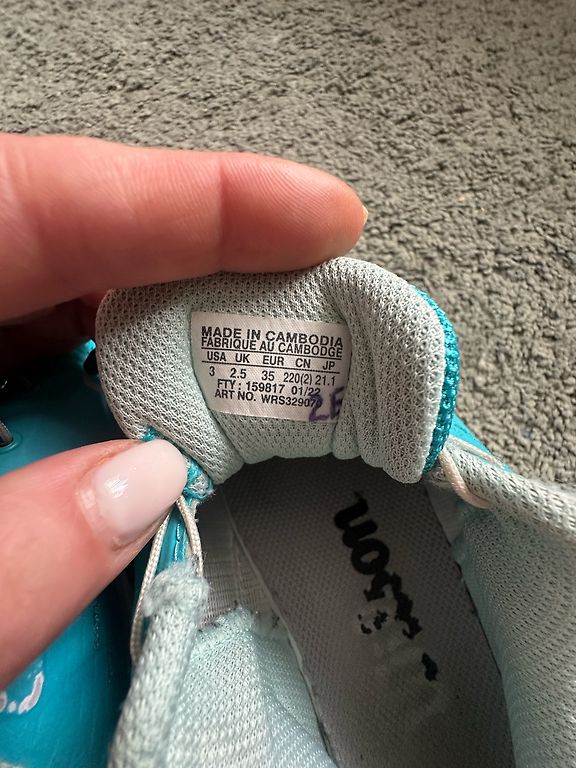 MADE IN CAMBODIA
FABRIQUE AU CAMBODGE
USA UK EUR CN JP
3 2.5 35 220(2) 21.1
FTY : 159817 01/22
ART NO. WRS32907